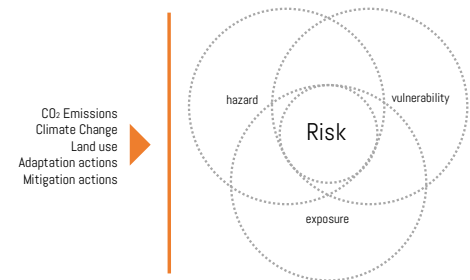 CO₂ Emissions
Climate Change
Land use
Adaptation actions
Mitigation actions
hazard
vulnerability
Risk
exposure